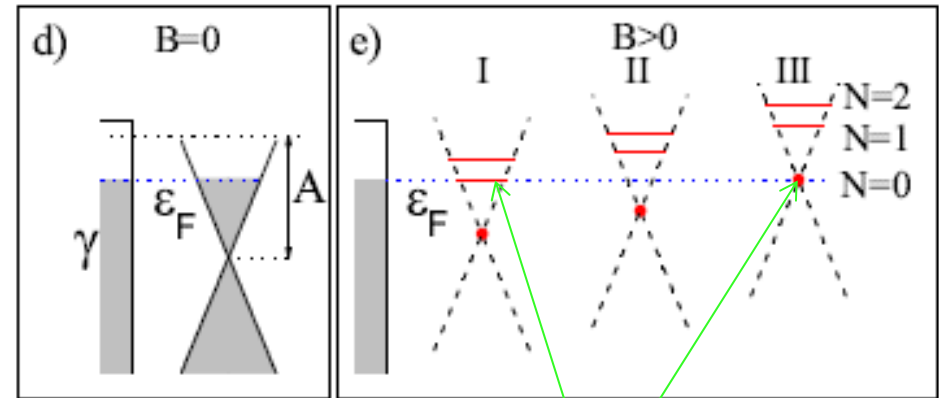 d)
B=0
γ
εF
A
e)
B>0
I
II
III
εF
N=2
N=1
N=0